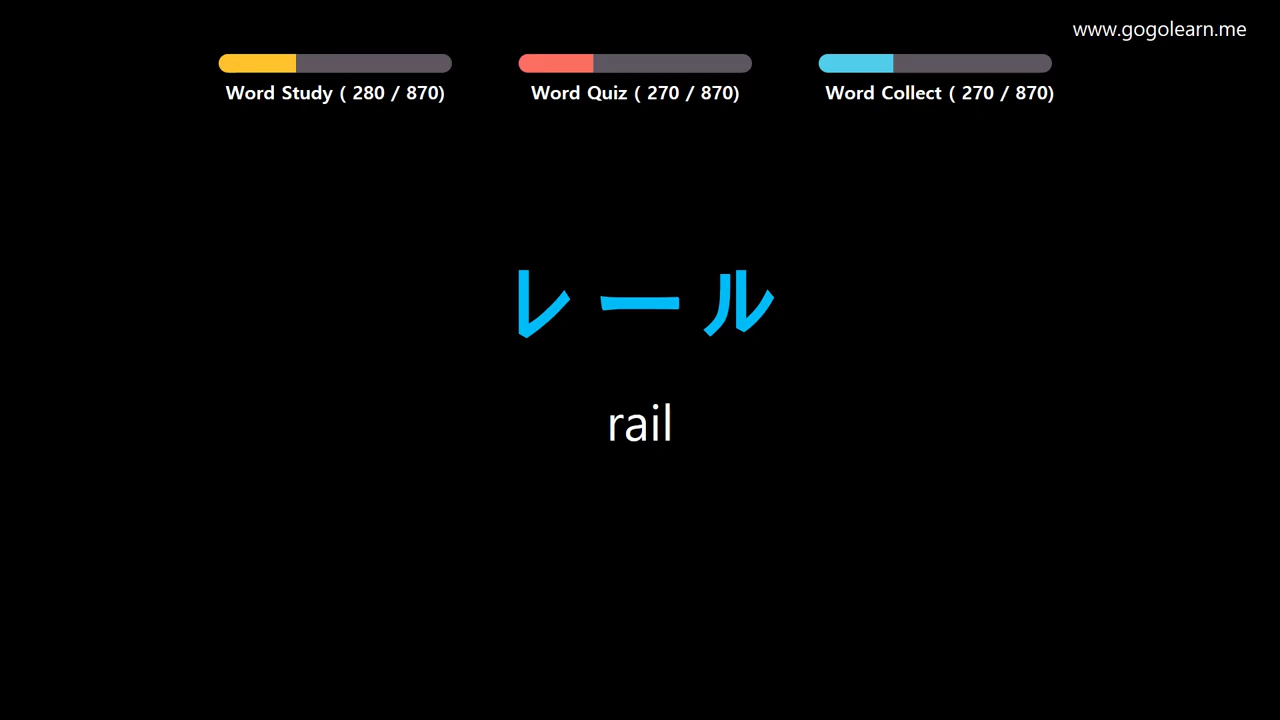 www.gogolearn.me
Word Study ( 280 / 870)
Word Quiz ( 270 / 870)
Word Collect ( 270 / 870)
レール
rail